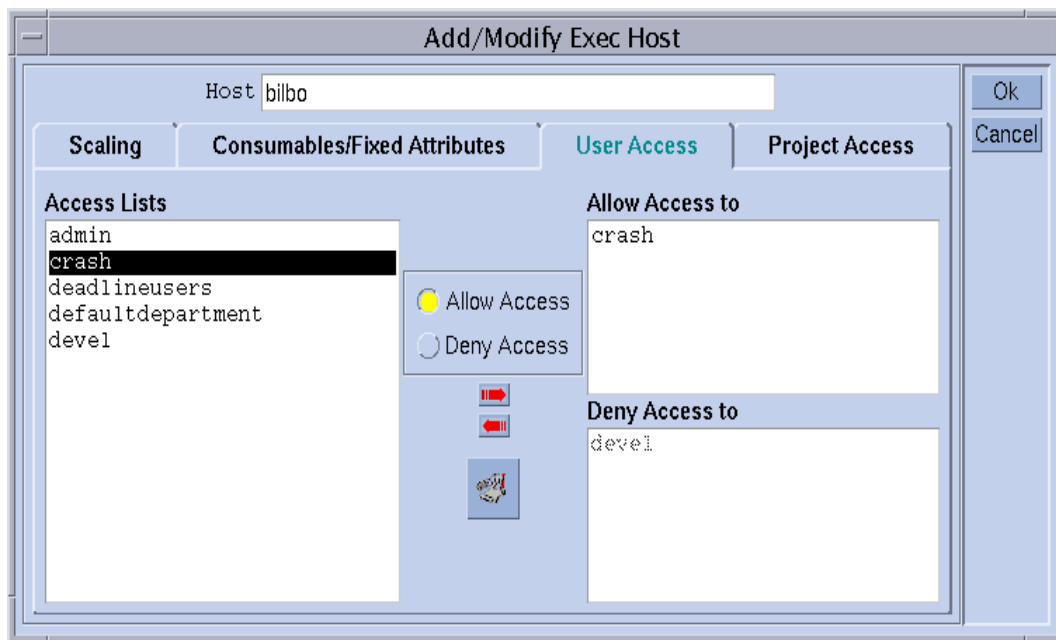 Add/Modify Exec Host
Host bilbo
Ok
Cancel
Scaling
Consumables/Fixed Attributes
User Access
Project Access
Access Lists
admin
crash
deadlineusers
defaultdepartment
devel
Allow Access
Deny Access
Allow Access to
crash
Deny Access to
devel